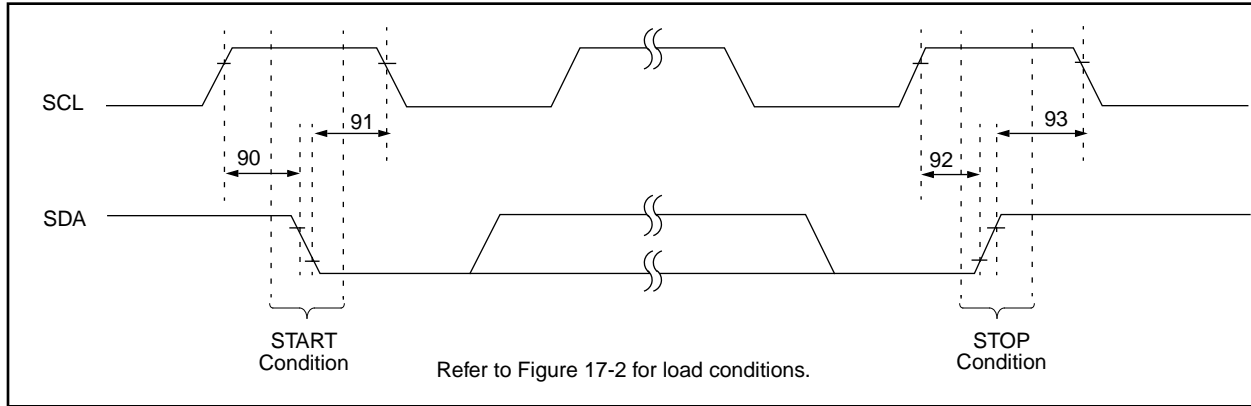 SCL
91
93
90
92
SDA
START
Condition
STOP
Condition
Refer to Figure 17-2 for load conditions.